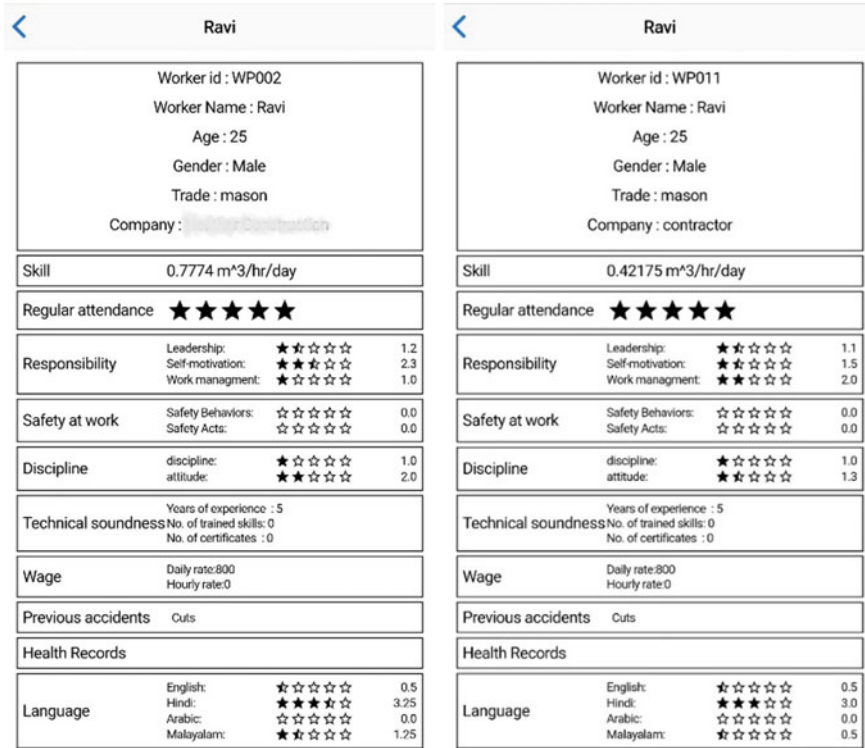 Ravi
Worker id : WP002
Worker Name : Ravi
Age : 25
Gender : Male
Trade : mason
Company :
Skill 0.7774 m^3/hr/day
Regular attendance
Responsibility
Leadership: 1.2
Self-motivation: 2.3
Work managment: 1.0
Safety at work
Safety Behaviors: 0.0
Safety Acts: 0.0
Discipline
discipline: 1.0
attitude: 2.0
Technical soundness
Years of experience : 5
No. of trained skills: 0
No. of certificates : 0
Wage
Daily rate:800
Hourly rate:0
Previous accidents Cuts
Health Records
Language
English: 0.5
Hindi: 3.25
Arabic: 0.0
Malayalam: 1.25
Ravi
Worker id : WP011
Worker Name : Ravi
Age : 25
Gender : Male
Trade : mason
Company : contractor
Skill 0.42175 m^3/hr/day
Regular attendance
Responsibility
Leadership: 1.1
Self-motivation: 1.5
Work managment: 2.0
Safety at work
Safety Behaviors: 0.0
Safety Acts: 0.0
Discipline
discipline: 1.0
attitude: 1.3
Technical soundness
Years of experience : 5
No. of trained skills: 0
No. of certificates : 0
Wage
Daily rate:800
Hourly rate:0
Previous accidents Cuts
Health Records
Language
English: 0.5
Hindi: 3.0
Arabic: 0.0
Malayalam: 0.5